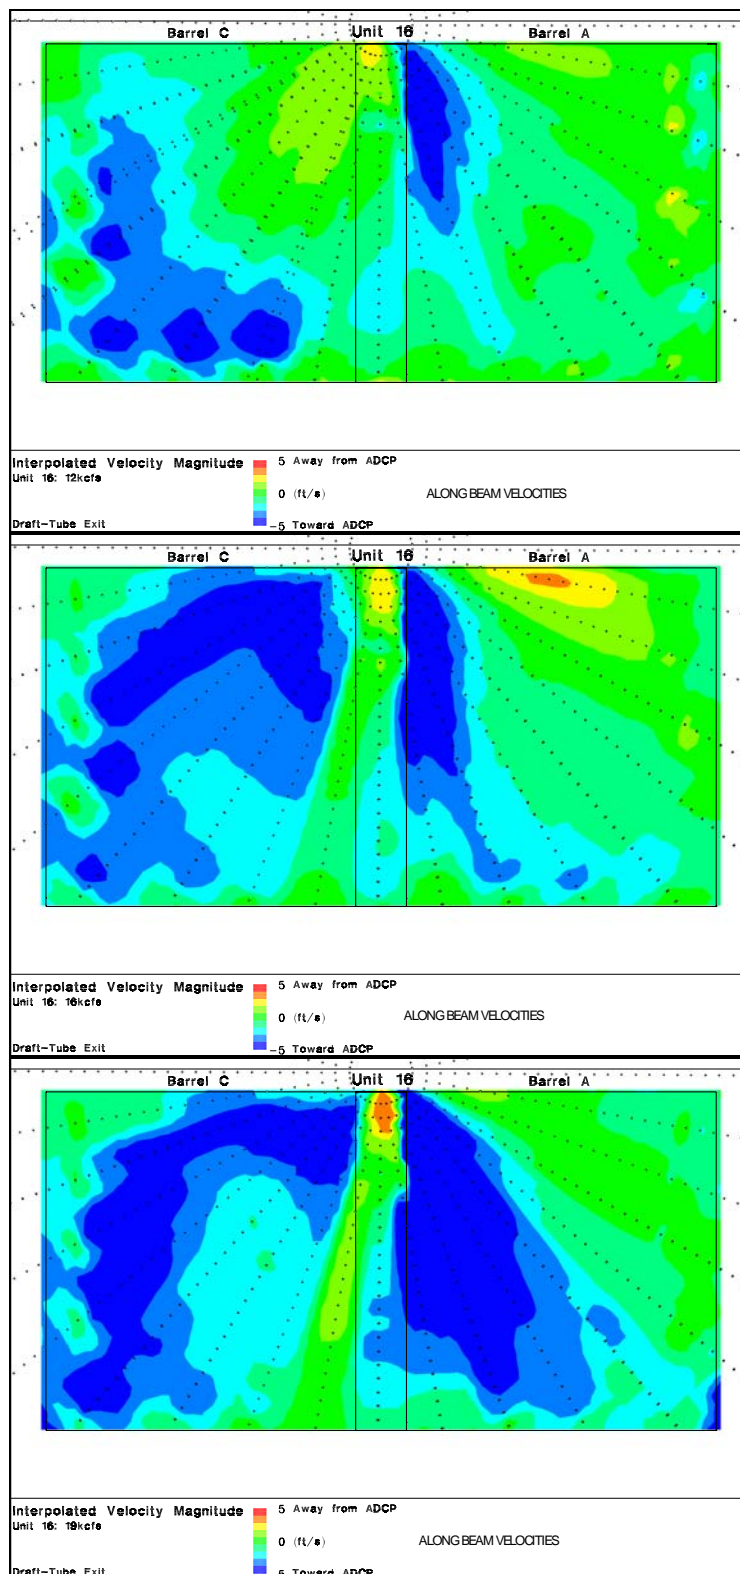 Barrel C Unit 16 Barrel A
Interpolated Velocity Magnitude 5 Away from ADCP
Unit 16: 12kcfs
0 (ft/s) ALONG BEAM VELOCITIES
Draft-Tube Exit -5 Toward ADCP
Barrel C Unit 16 Barrel A
Interpolated Velocity Magnitude 5 Away from ADCP
Unit 16: 16kcfs
0 (ft/s) ALONG BEAM VELOCITIES
Draft-Tube Exit -5 Toward ADCP
Barrel C Unit 16 Barrel A
Interpolated Velocity Magnitude 5 Away from ADCP
Unit 16: 19kcfs
0 (ft/s) ALONG BEAM VELOCITIES
Draft-Tube Exit -5 Toward ADCP